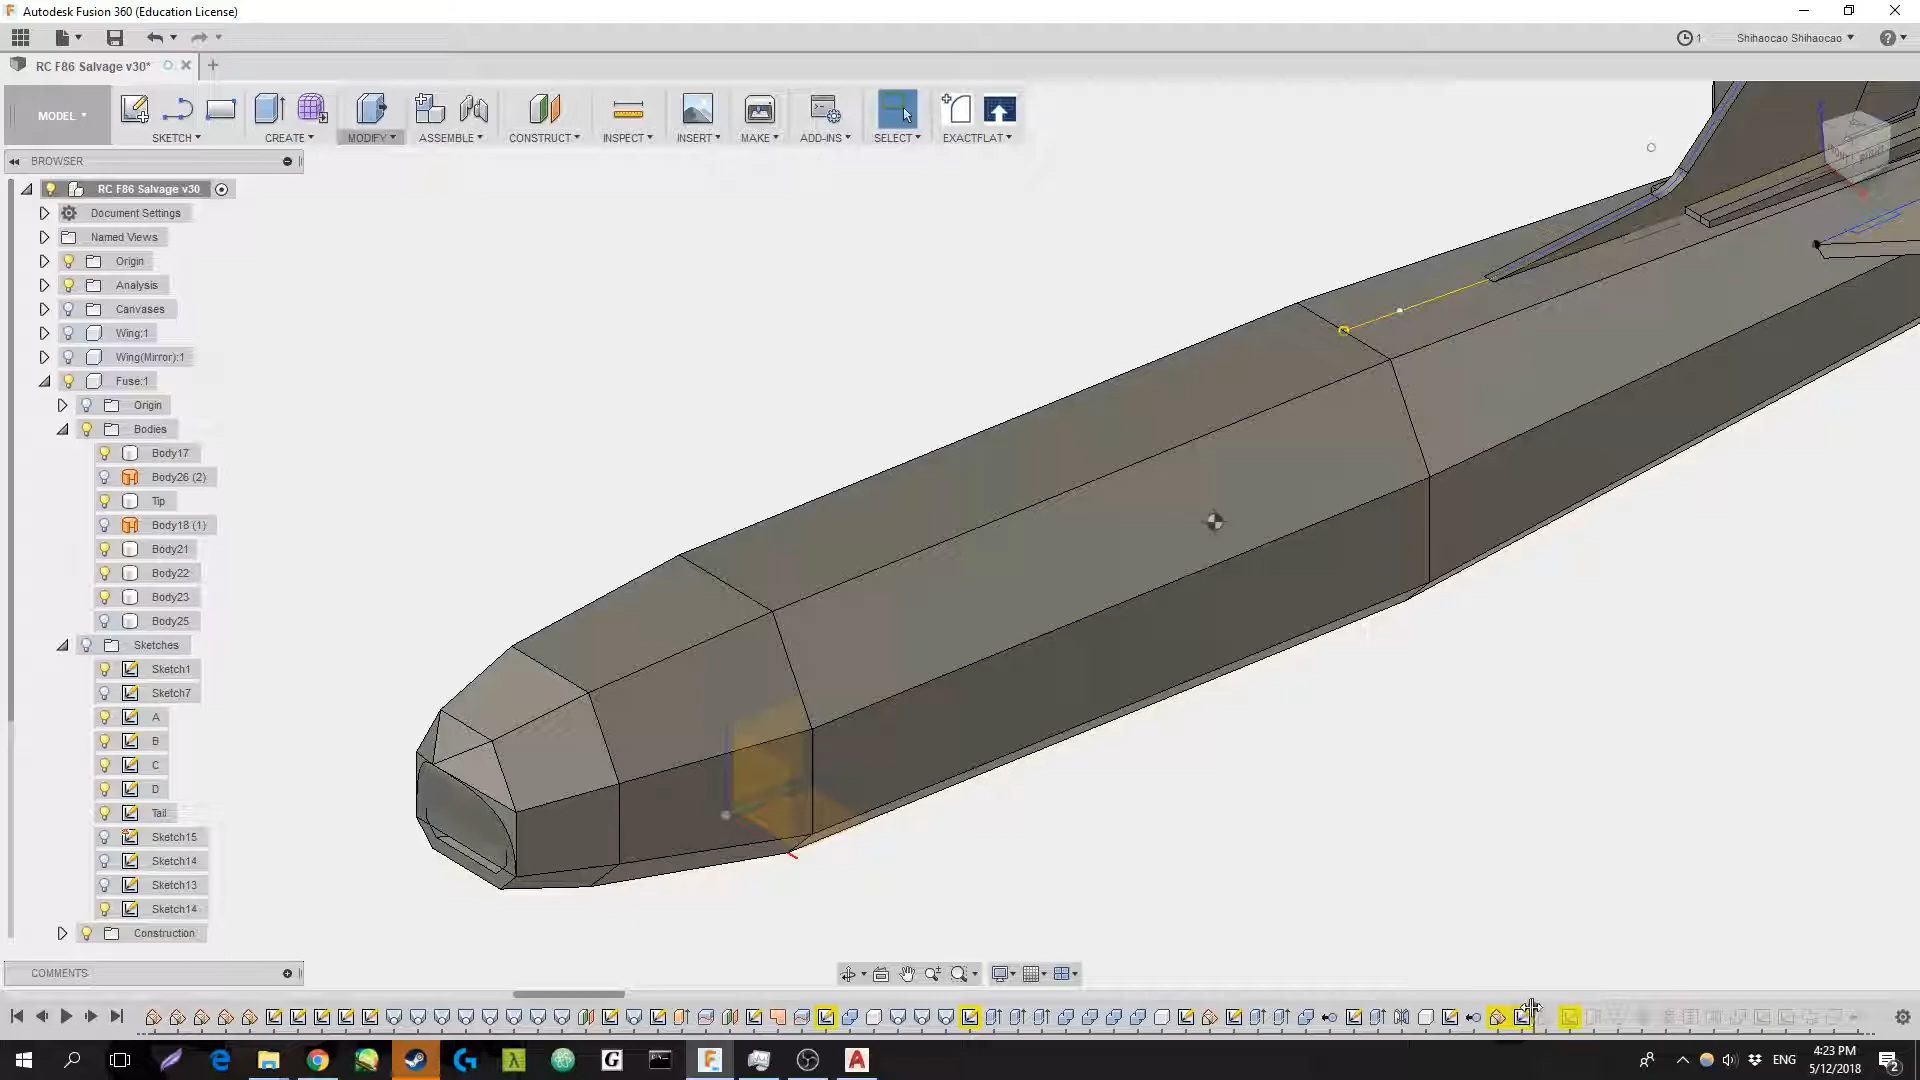 Autodesk Fusion 360 (Education License)
1
Shihaocao Shihaocao
RC F86 Salvage v30*
MODEL
SKETCH
CREATE
MODIFY
ASSEMBLE
CONSTRUCT
INSPECT
INSERT
MAKE
ADD-INS
SELECT
EXACTFLAT
BROWSER
RC F86 Salvage v30
Document Settings
Named Views
Origin
Analysis
Canvases
Wing:1
Wing(Mirror):1
Fuse:1
Origin
Bodies
Body17
Body26 (2)
Tip
Body18 (1)
Body21
Body22
Body23
Body25
Sketches
Sketch1
Sketch7
A
B
C
D
Tail
Sketch15
Sketch14
Sketch13
Sketch14
Construction
COMMENTS
ENG
4:23 PM
5/12/2018
2